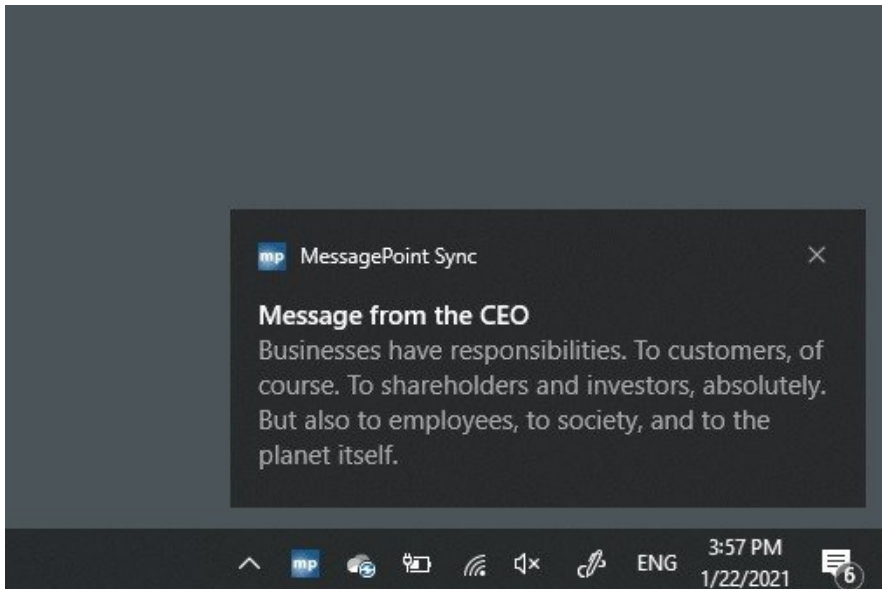 mp MessagePoint Sync
Message from the CEO
Businesses have responsibilities. To customers, of
course. To shareholders and investors, absolutely.
But also to employees, to society, and to the
planet itself.
mp ENG 3:57 PM
1/22/2021
6